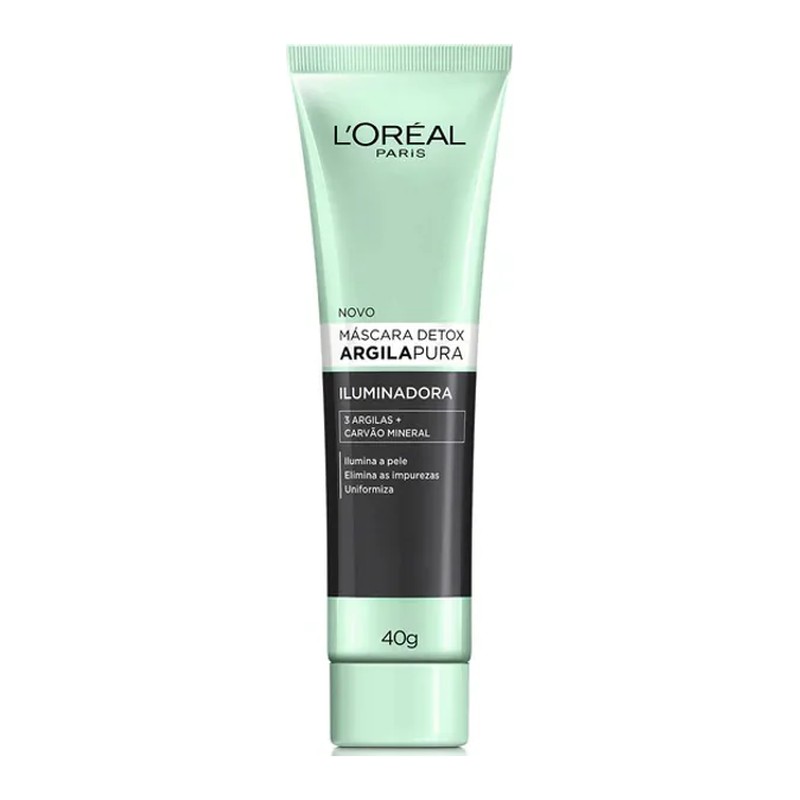 L'ORÉAL
PARIS
NOVO
MÁSCARA DETOX
ARGILAPURA
ILUMINADORA
3 ARGILAS +
CARVÃO MINERAL
Ilumina a pele
Elimina as impurezas
Uniformiza
40g